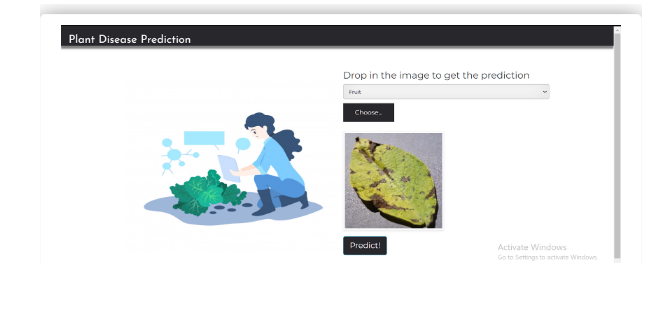 Plant Disease Prediction
Drop in the image to get the prediction
Fruit
Choose..
Predict!
Activate Windows
Go to Settings to activate Windows.